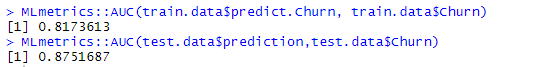 > MLmetrics::AUC(train.data$predict.Churn, train.data$Churn)
[1] 0.8173613
> MLmetrics::AUC(test.data$prediction,test.data$Churn)
[1] 0.8751687